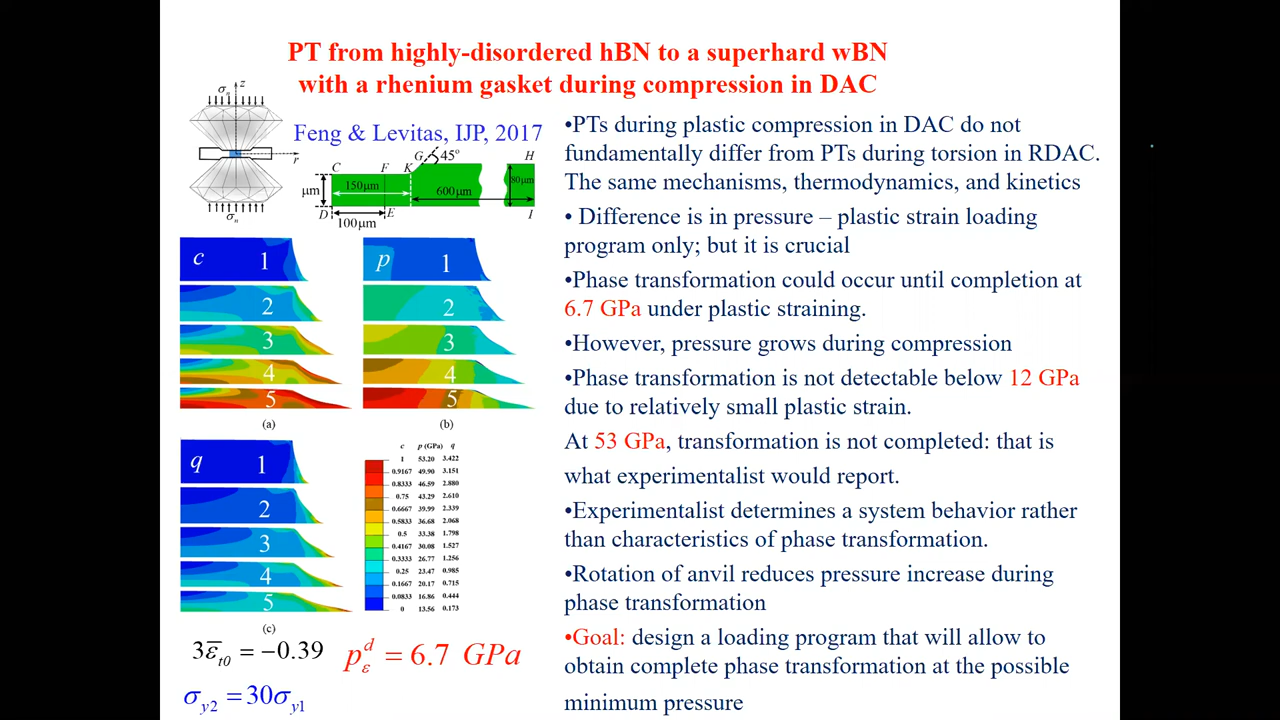 PT from highly-disordered hBN to a superhard wBN
with a rhenium gasket during compression in DAC
σn
z
r
σn
Feng & Levitas, IJP, 2017
C
F
K
G
45°
H
μm
150μm
600μm
80μm
D
E
I
100μm
c
1
2
3
4
5
(a)
p
1
2
3
4
5
(b)
q
1
2
3
4
5
(c)
c p (GPa) q
1 53.20 3.422
0.9167 49.90 3.151
0.8333 46.59 2.880
0.75 43.29 2.610
0.6667 39.99 2.339
0.5833 36.68 2.068
0.5 33.38 1.798
0.4167 30.08 1.527
0.3333 26.77 1.256
0.25 23.47 0.985
0.1667 20.17 0.715
0.0833 16.86 0.444
0 13.56 0.173
3ε̄t0 = −0.39
pεd = 6.7 GPa
σy2 = 30σy1
•PTs during plastic compression in DAC do not
fundamentally differ from PTs during torsion in RDAC.
The same mechanisms, thermodynamics, and kinetics
• Difference is in pressure – plastic strain loading
program only; but it is crucial
•Phase transformation could occur until completion at
6.7 GPa under plastic straining.
•However, pressure grows during compression
•Phase transformation is not detectable below 12 GPa
due to relatively small plastic strain.
At 53 GPa, transformation is not completed: that is
what experimentalist would report.
•Experimentalist determines a system behavior rather
than characteristics of phase transformation.
•Rotation of anvil reduces pressure increase during
phase transformation
•Goal: design a loading program that will allow to
obtain complete phase transformation at the possible
minimum pressure